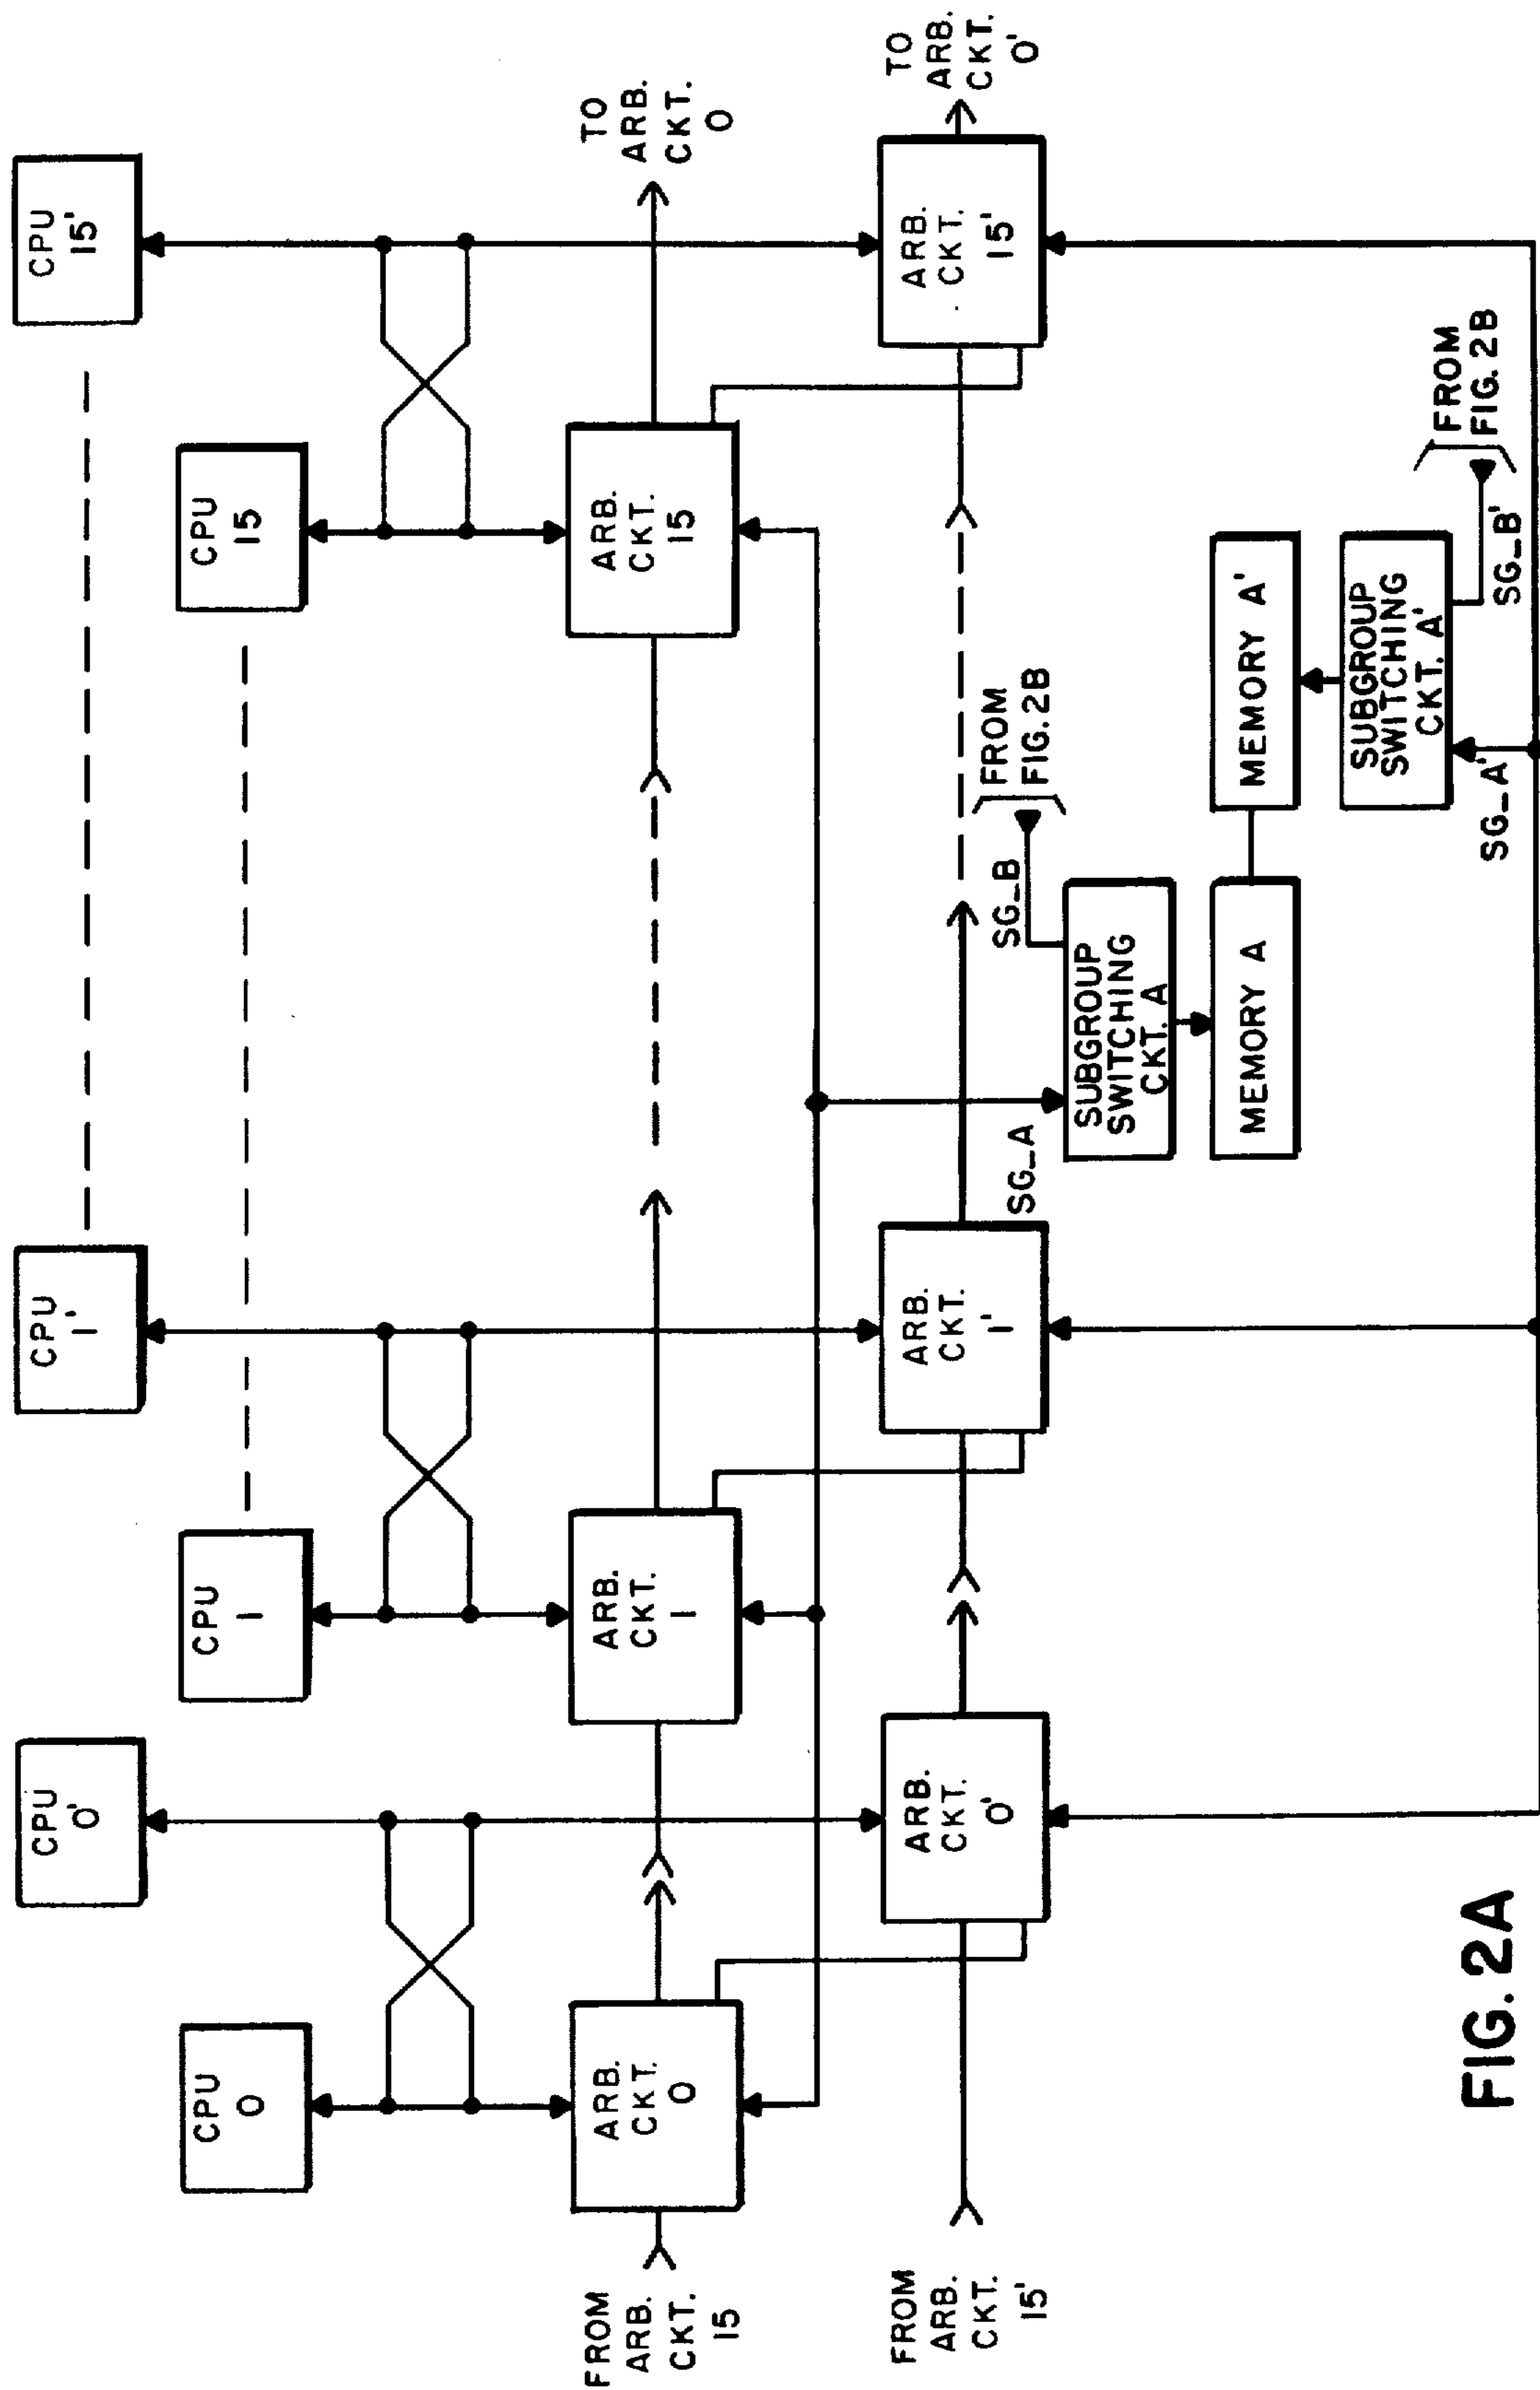 CPU
0
CPU
0'
CPU
1
CPU
1'
CPU
15
CPU
15'
FROM
ARB.
CKT.
15
ARB.
CKT.
0
ARB.
CKT.
1
ARB.
CKT.
15
TO
ARB.
CKT.
0
FROM
ARB.
CKT.
15'
ARB.
CKT.
0'
ARB.
CKT.
1'
ARB.
CKT.
15'
TO
ARB.
CKT.
0'
SG_A
SG_B
FROM
FIG. 2B
SUBGROUP
SWITCHING
CKT. A
MEMORY A
MEMORY A'
SUBGROUP
SWITCHING
CKT. A'
SG_A'
SG_B'
FROM
FIG. 2B
FIG. 2A